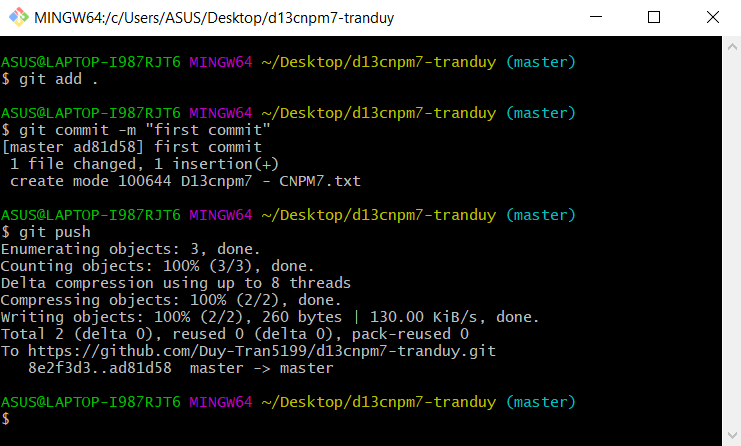 MINGW64:/c/Users/ASUS/Desktop/d13cnpm7-tranduy
ASUS@LAPTOP-I987RJT6 MINGW64 ~/Desktop/d13cnpm7-tranduy (master)
$ git add .
ASUS@LAPTOP-I987RJT6 MINGW64 ~/Desktop/d13cnpm7-tranduy (master)
$ git commit -m "first commit"
[master ad81d58] first commit
 1 file changed, 1 insertion(+)
 create mode 100644 D13cnpm7 - CNPM7.txt
ASUS@LAPTOP-I987RJT6 MINGW64 ~/Desktop/d13cnpm7-tranduy (master)
$ git push
Enumerating objects: 3, done.
Counting objects: 100% (3/3), done.
Delta compression using up to 8 threads
Compressing objects: 100% (2/2), done.
Writing objects: 100% (2/2), 260 bytes | 130.00 KiB/s, done.
Total 2 (delta 0), reused 0 (delta 0), pack-reused 0
To https://github.com/Duy-Tran5199/d13cnpm7-tranduy.git
   8e2f3d3..ad81d58  master -> master
ASUS@LAPTOP-I987RJT6 MINGW64 ~/Desktop/d13cnpm7-tranduy (master)
$